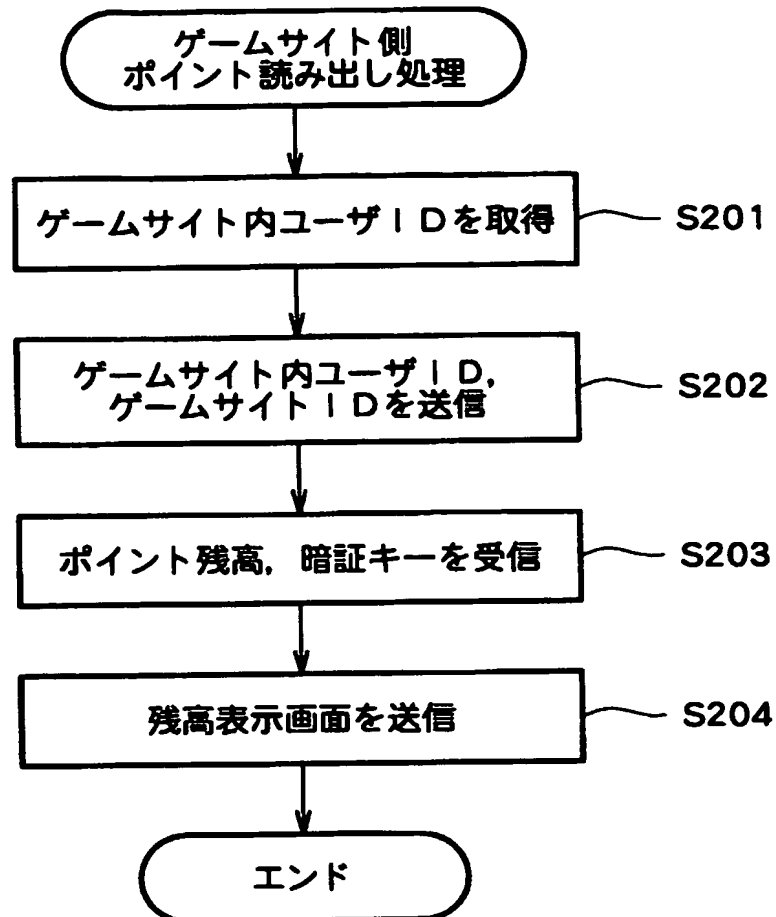 ゲームサイト側
ポイント読み出し処理
ゲームサイト内ユーザＩＤを取得
S201
ゲームサイト内ユーザＩＤ,
ゲームサイトＩＤを送信
S202
ポイント残高, 暗証キーを受信
S203
残高表示画面を送信
S204
エンド